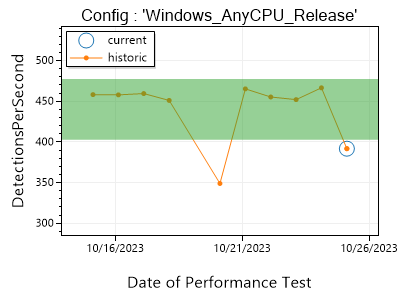 Config : 'Windows_AnyCPU_Release'
current
historic
DetectionsPerSecond
500
450
400
350
300
10/16/2023
10/21/2023
10/26/2023
Date of Performance Test